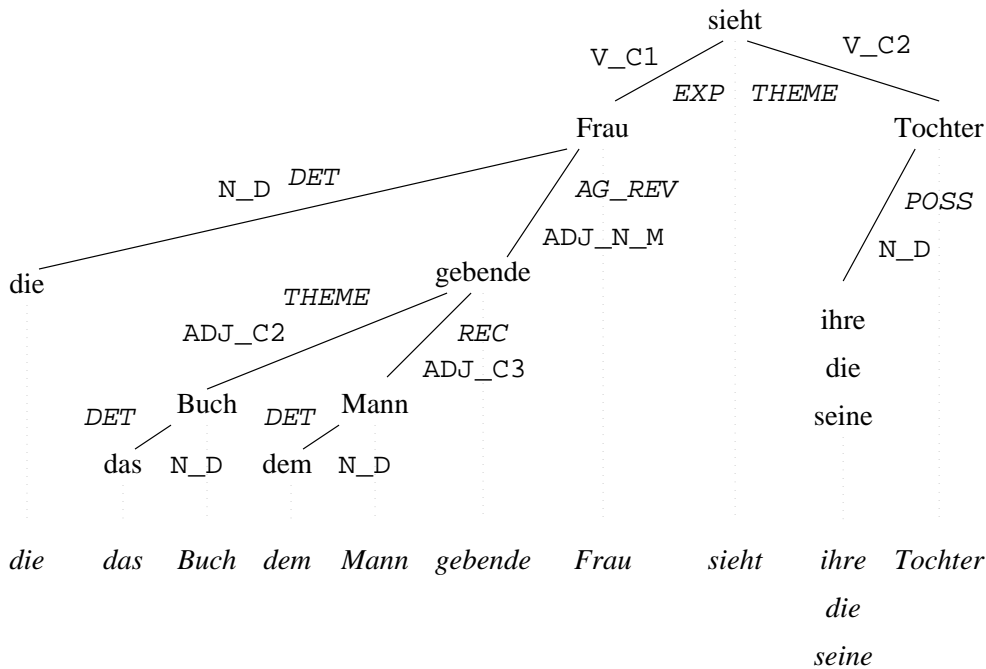 sieht
V_C1 V_C2
EXP THEME
Frau Tochter
N_D DET AG_REV POSS
ADJ_N_M N_D
die gebende
THEME ihre
ADJ_C2 REC
ADJ_C3 die
DET Buch DET Mann seine
das N_D dem N_D
die das Buch dem Mann gebende Frau sieht ihre Tochter
die
seine